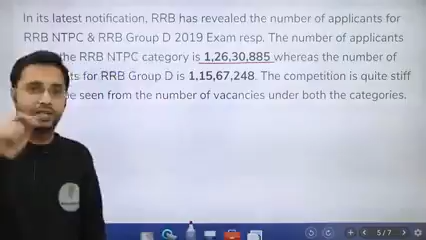 In its latest notification, RRB has revealed the number of applicants for
RRB NTPC & RRB Group D 2019 Exam resp. The number of applicants
the RRB NTPC category is 1,26,30,885 whereas the number of
ts for RRB Group D is 1,15,67,248. The competition is quite stiff
be seen from the number of vacancies under both the categories.
5/7